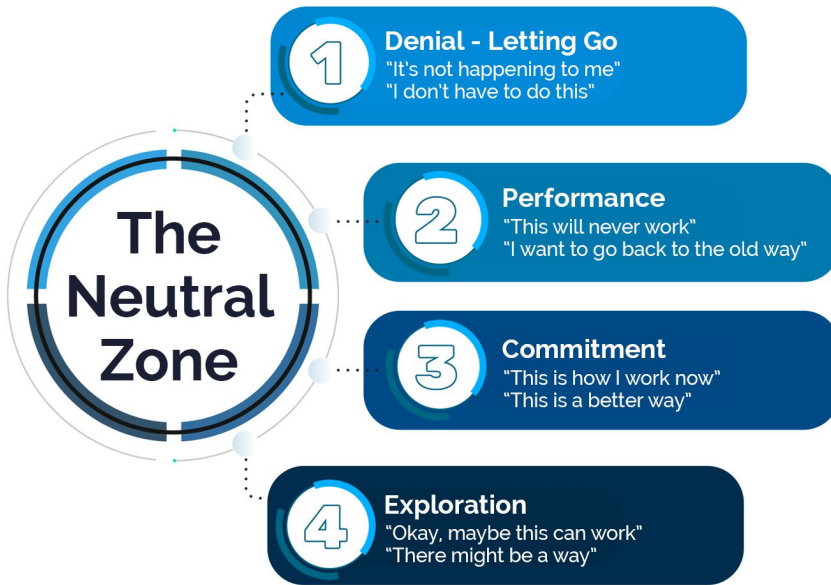 The
Neutral
Zone
1
Denial - Letting Go
“It’s not happening to me”
“I don’t have to do this”
2
Performance
“This will never work”
“I want to go back to the old way”
3
Commitment
“This is how I work now”
“This is a better way”
4
Exploration
“Okay, maybe this can work”
“There might be a way”